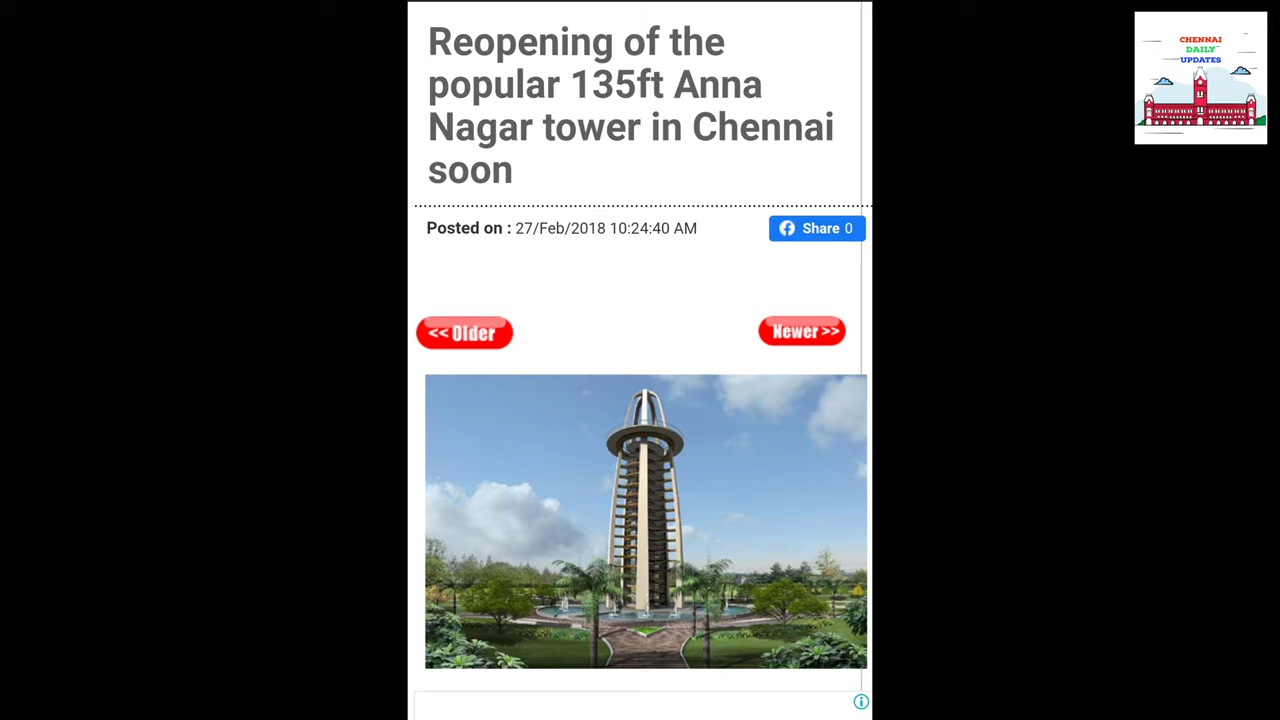 Reopening of the
popular 135ft Anna
Nagar tower in Chennai
soon
Posted on : 27/Feb/2018 10:24:40 AM
Share 0
<< Older
Newer >>
CHENNAI
DAILY
UPDATES